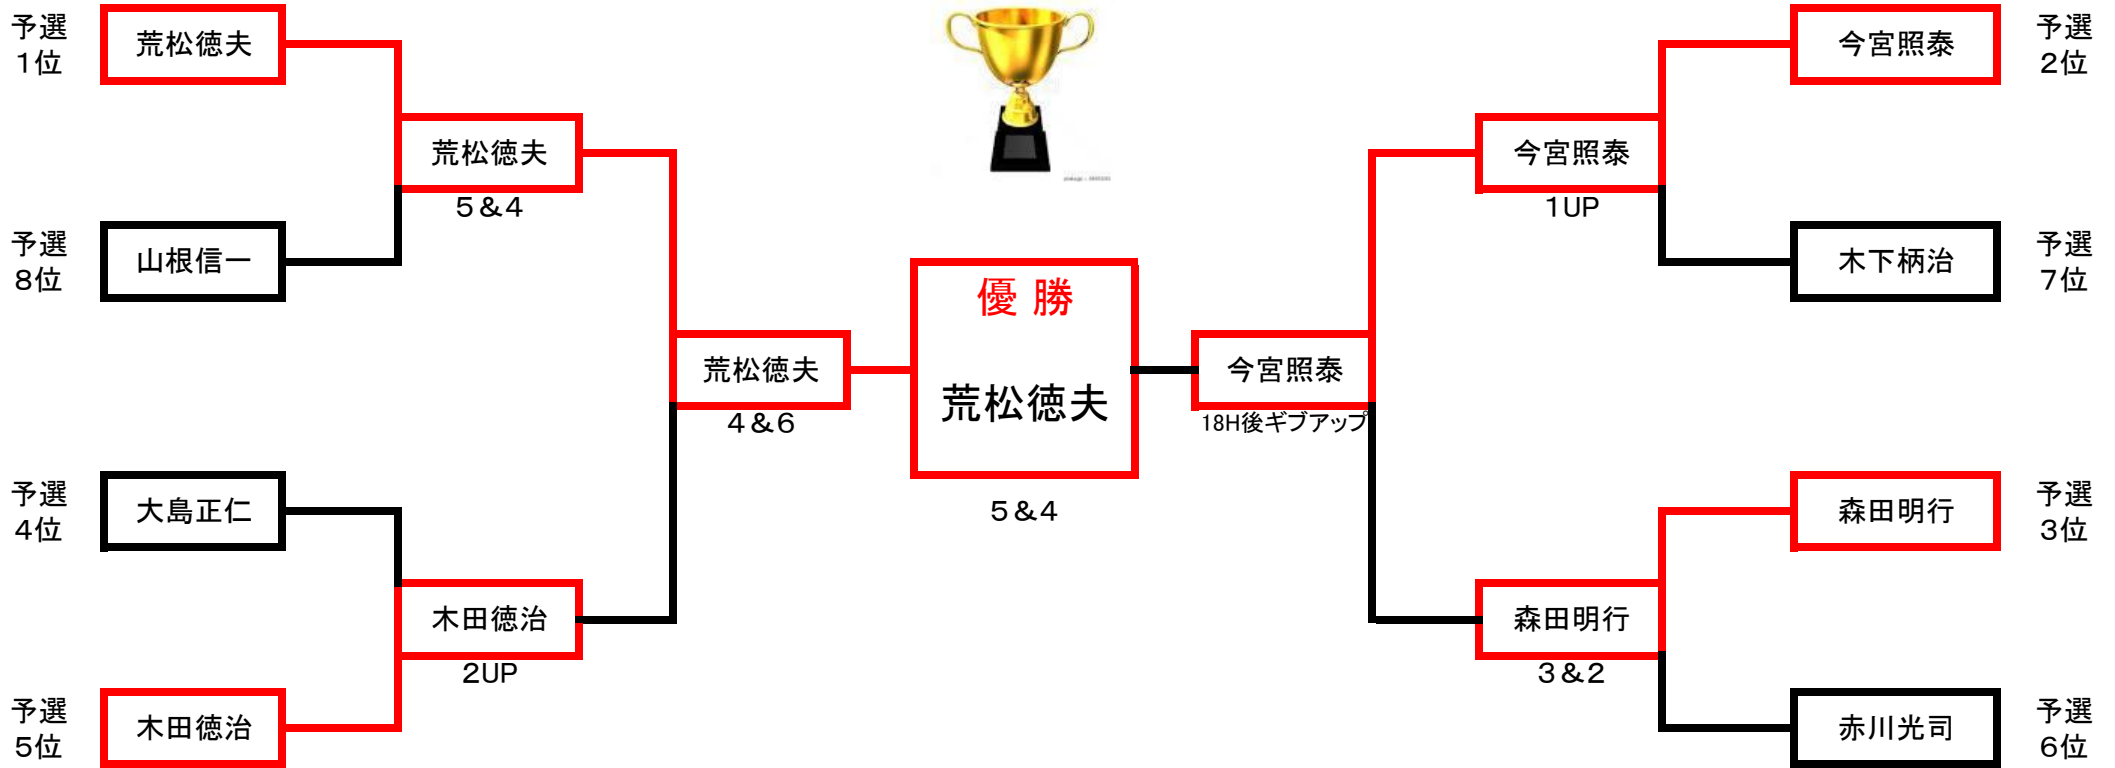 予選
1位
荒松徳夫
荒松徳夫
5&4
予選
8位
山根信一
荒松徳夫
4&6
予選
4位
大島正仁
木田徳治
2UP
予選
5位
木田徳治
優勝
荒松徳夫
5&4
今宮照泰
予選
2位
今宮照泰
1UP
木下柄治
予選
7位
今宮照泰
18H後ギブアップ
森田明行
予選
3位
森田明行
3&2
赤川光司
予選
6位